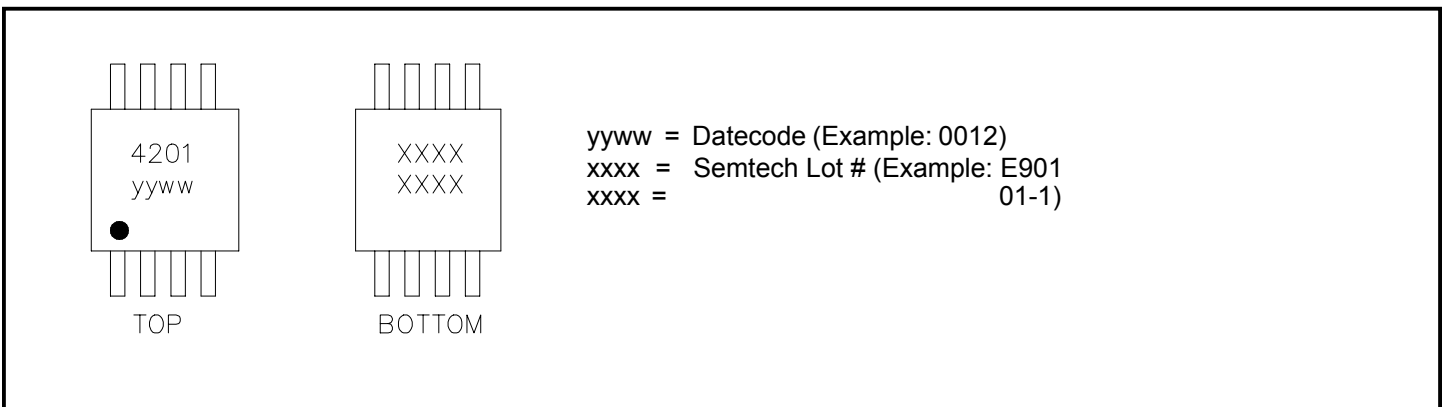 4201
yyww
TOP
XXXX
XXXX
BOTTOM
yyww = Datecode (Example: 0012)
xxxx = Semtech Lot # (Example: E901
xxxx = 01-1)